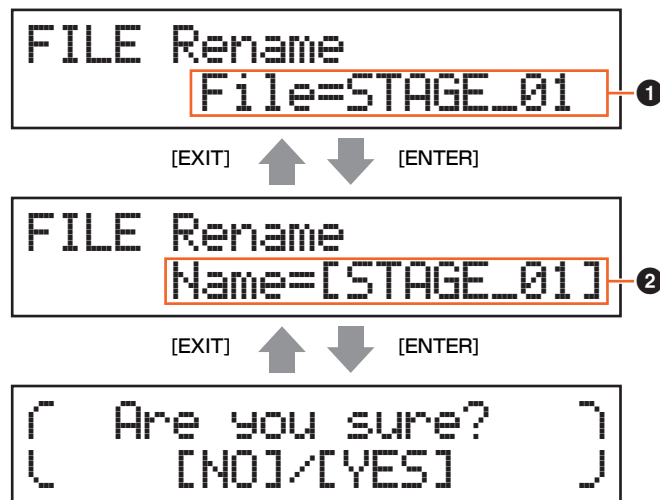 FILE Rename
File=STAGE_01
1
[EXIT] [ENTER]
FILE Rename
Name=[STAGE_01]
2
[EXIT] [ENTER]
Are you sure?
[NO]/[YES]